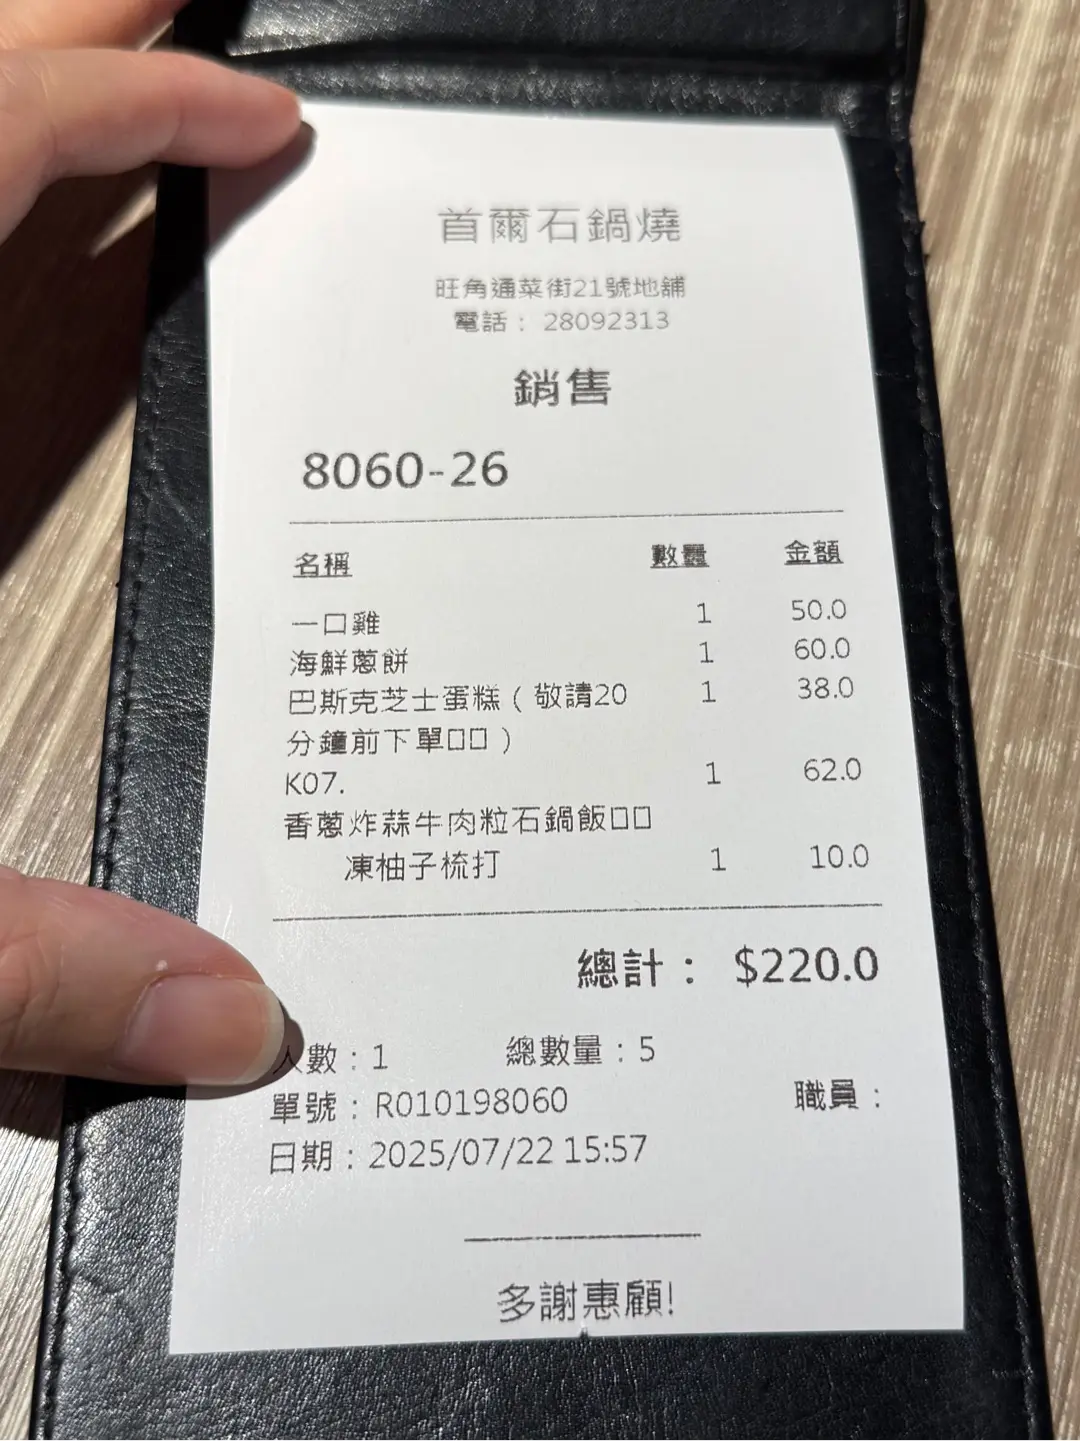 首爾石鍋燒
旺角通菜街21號地舖
電話： 28092313
銷售
8060-26
名稱 數量 金額
一口雞 1 50.0
海鮮蔥餅 1 60.0
巴斯克芝士蛋糕（敬請20 1 38.0
分鐘前下單□□）
K07. 1 62.0
香蔥炸蒜牛肉粒石鍋飯□□
凍柚子梳打 1 10.0
總計： $220.0
人數：1 總數量：5
單號：R010198060 職員：
日期：2025/07/22 15:57
多謝惠顧!